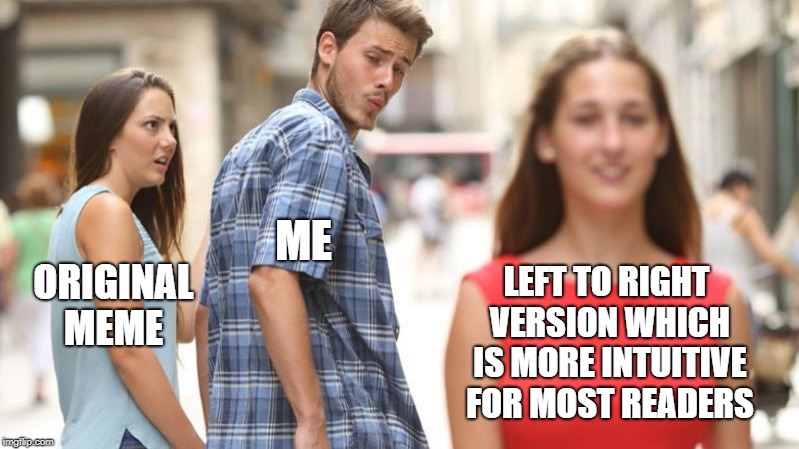 ORIGINAL
MEME
ME
LEFT TO RIGHT
VERSION WHICH
IS MORE INTUITIVE
FOR MOST READERS
imgflip.com